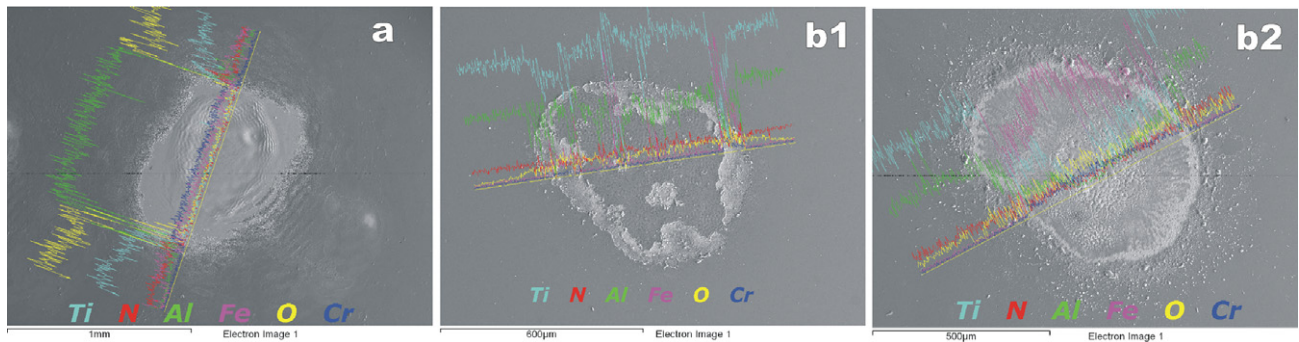 a
Ti N Al Fe O Cr
1mm Electron Image 1
b1
Ti N Al Fe O Cr
600µm Electron Image 1
b2
Ti N Al Fe O Cr
500µm Electron Image 1